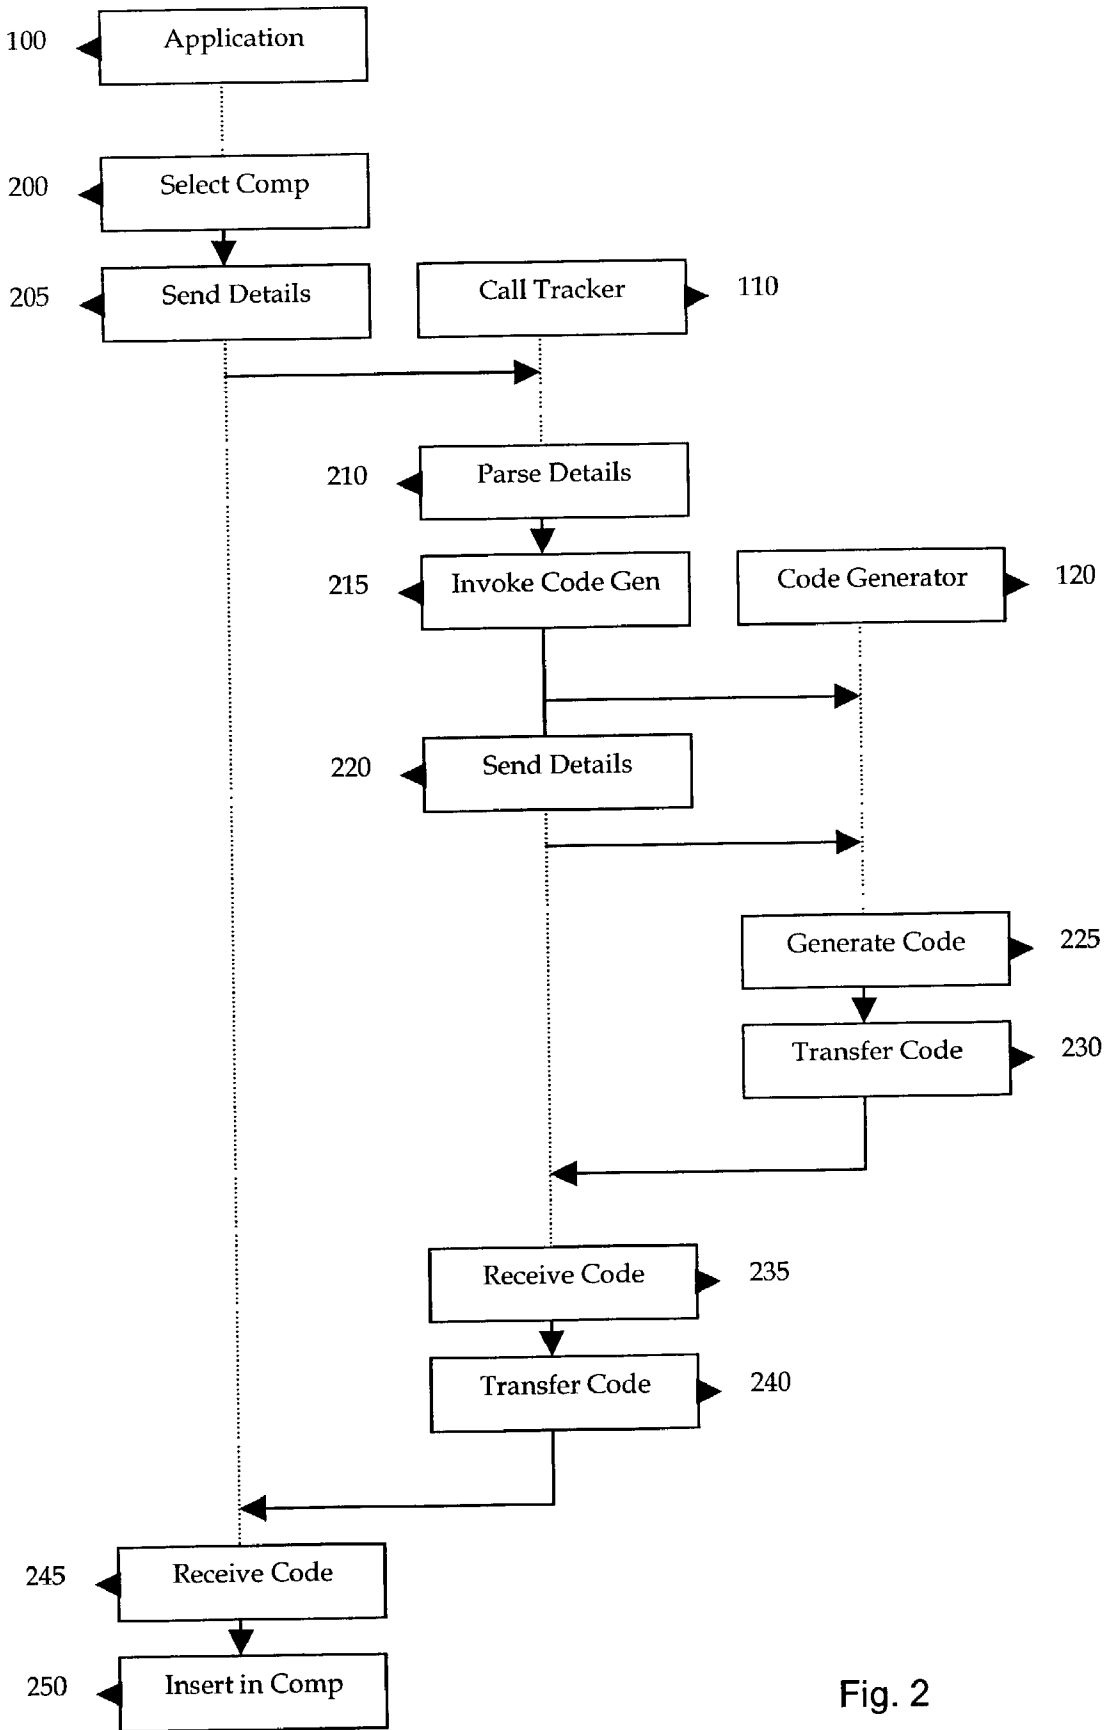 100 Application
200 Select Comp
205 Send Details
Call Tracker 110
210 Parse Details
215 Invoke Code Gen
Code Generator 120
220 Send Details
Generate Code 225
Transfer Code 230
Receive Code 235
Transfer Code 240
245 Receive Code
250 Insert in Comp
Fig. 2